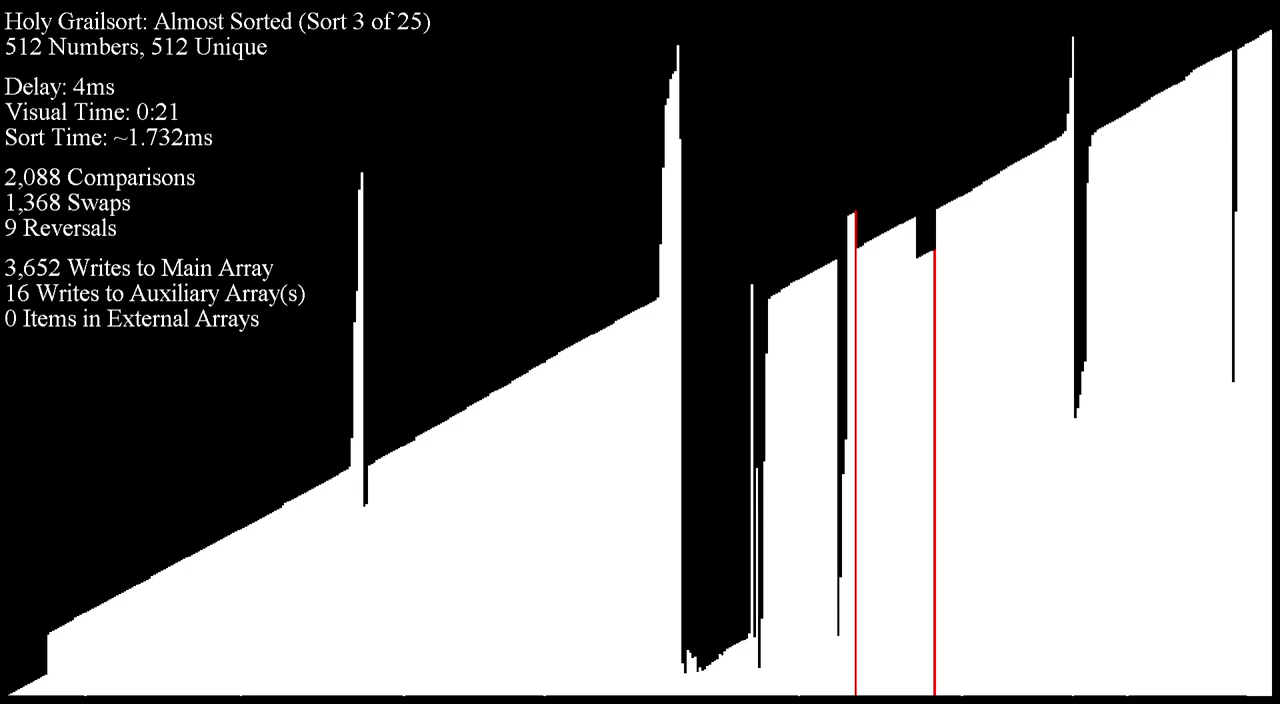 Holy Grailsort: Almost Sorted (Sort 3 of 25)
512 Numbers, 512 Unique
Delay: 4ms
Visual Time: 0:21
Sort Time: ~1.732ms
2,088 Comparisons
1,368 Swaps
9 Reversals
3,652 Writes to Main Array
16 Writes to Auxiliary Array(s)
0 Items in External Arrays